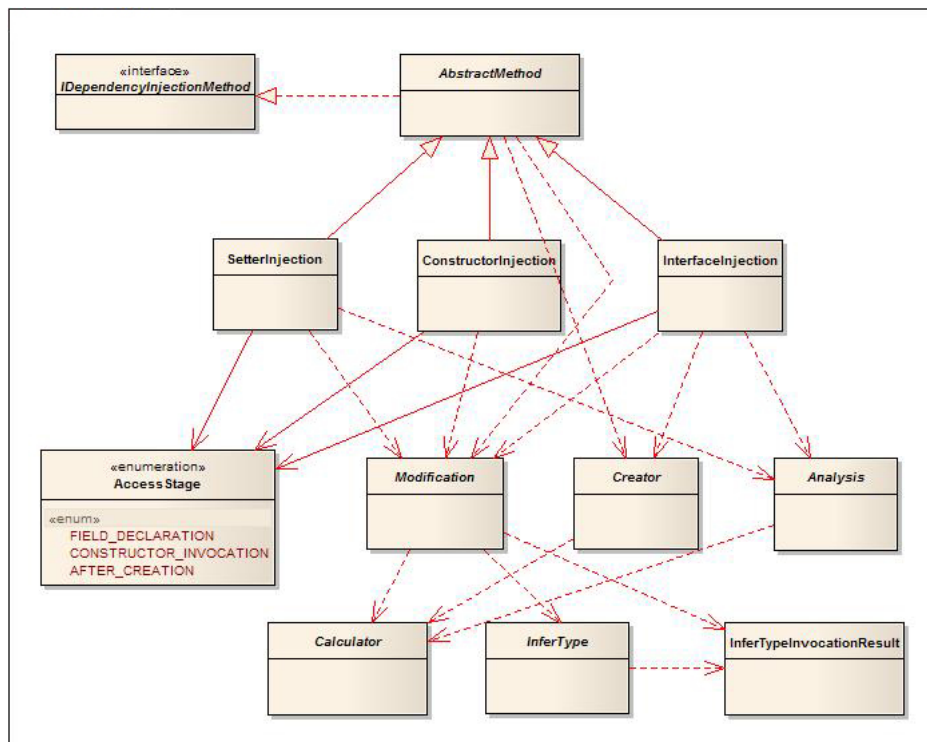 «interface»
IDependencyInjectionMethod
AbstractMethod
SetterInjection
ConstructorInjection
InterfaceInjection
«enumeration»
AccessStage
«enum»
FIELD_DECLARATION
CONSTRUCTOR_INVOCATION
AFTER_CREATION
Modification
Creator
Analysis
Calculator
InferType
InferTypeInvocationResult